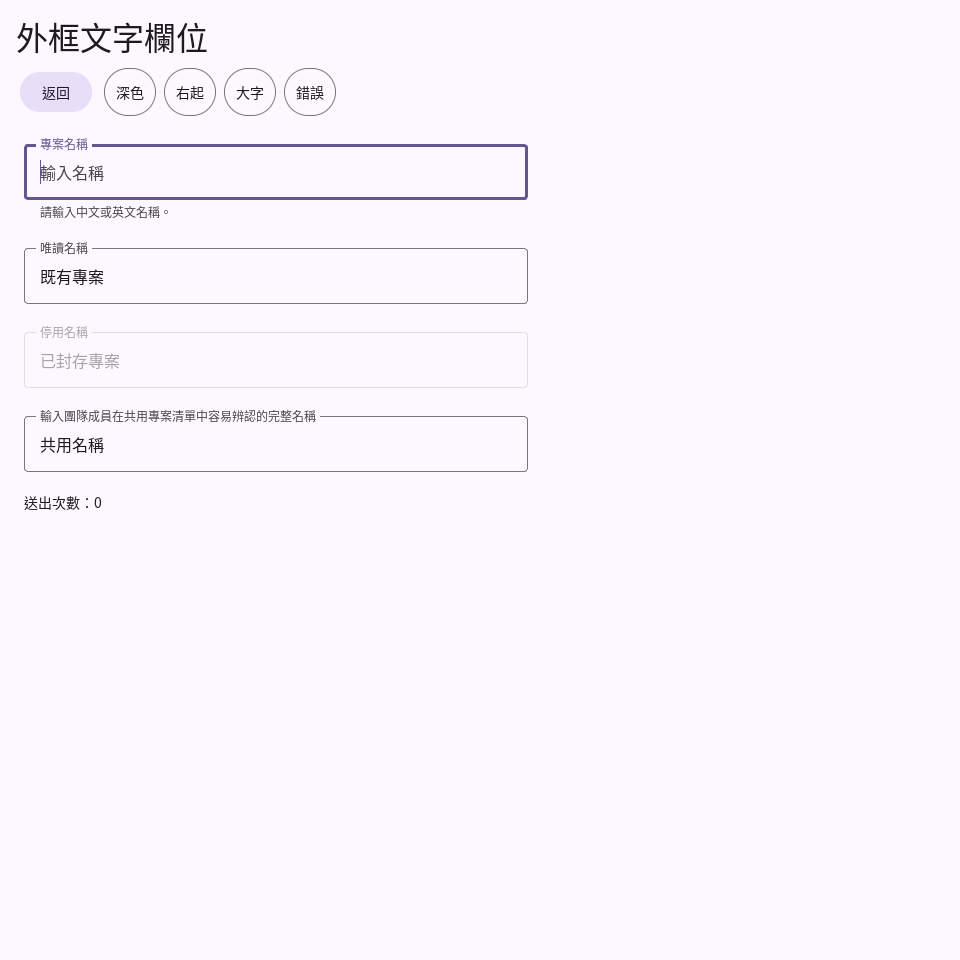 外框文字欄位
返回 深色 右起 大字 錯誤
專案名稱
輸入名稱
請輸入中文或英文名稱。
唯讀名稱
既有專案
停用名稱
已封存專案
輸入團隊成員在共用專案清單中容易辨認的完整名稱
共用名稱
送出次數：0